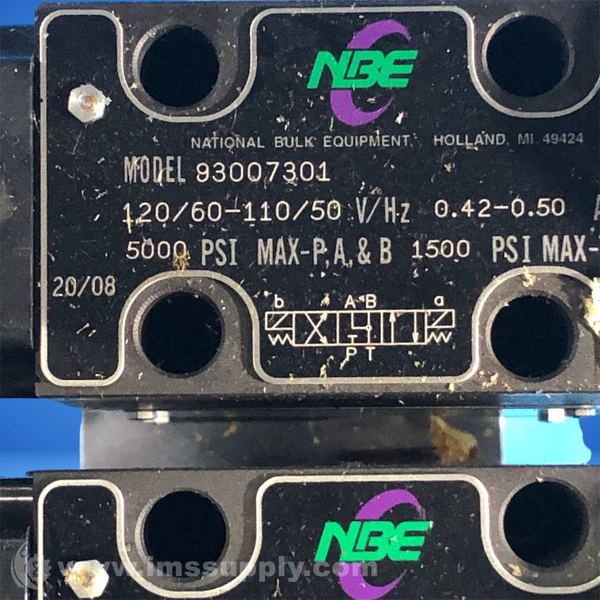 NBE
NATIONAL BULK EQUIPMENT, HOLLAND, MI. 49424
MODEL 93007301
120/60-110/50 V/Hz 0.42-0.50 A
5000 PSI MAX-P,A,& B 1500 PSI MAX-
20/08
b A B a
P T
NBE
www.imssupply.com